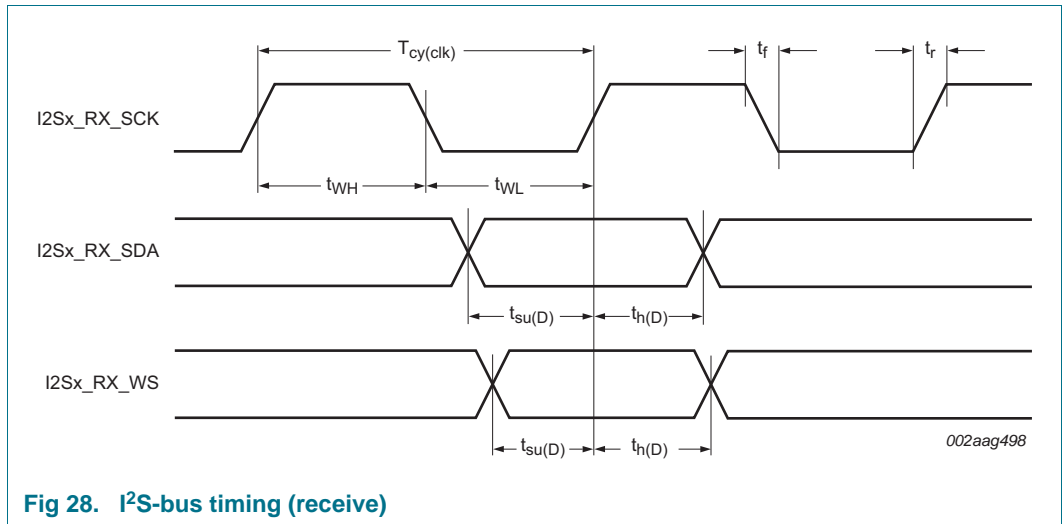 T_cy(clk)
t_f
t_r
I2Sx_RX_SCK
t_WH
t_WL
I2Sx_RX_SDA
t_su(D)
t_h(D)
I2Sx_RX_WS
t_su(D)
t_h(D)
002aag498
Fig 28. I²S-bus timing (receive)